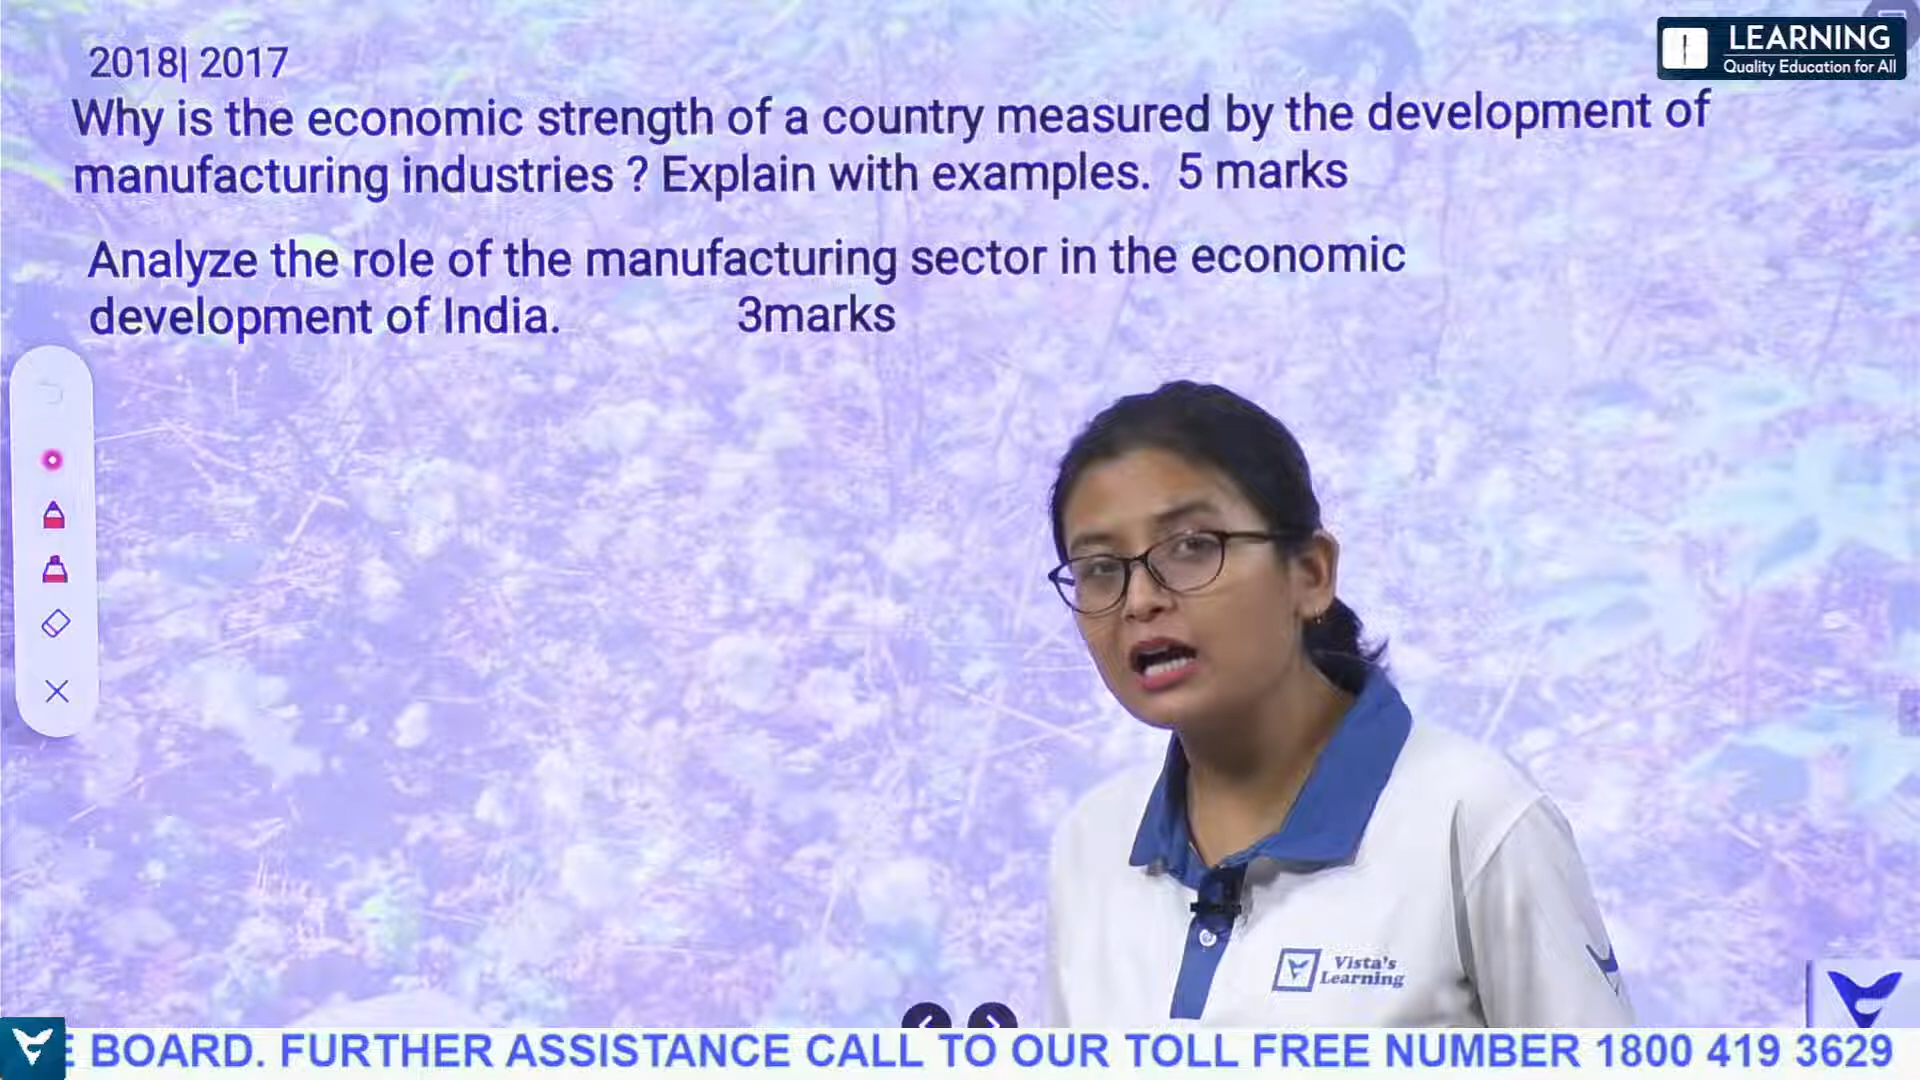 2018| 2017
LEARNING
Quality Education for All
Why is the economic strength of a country measured by the development of
manufacturing industries ? Explain with examples. 5 marks
Analyze the role of the manufacturing sector in the economic
development of India. 3marks
Vista's
Learning
E BOARD. FURTHER ASSISTANCE CALL TO OUR TOLL FREE NUMBER 1800 419 3629